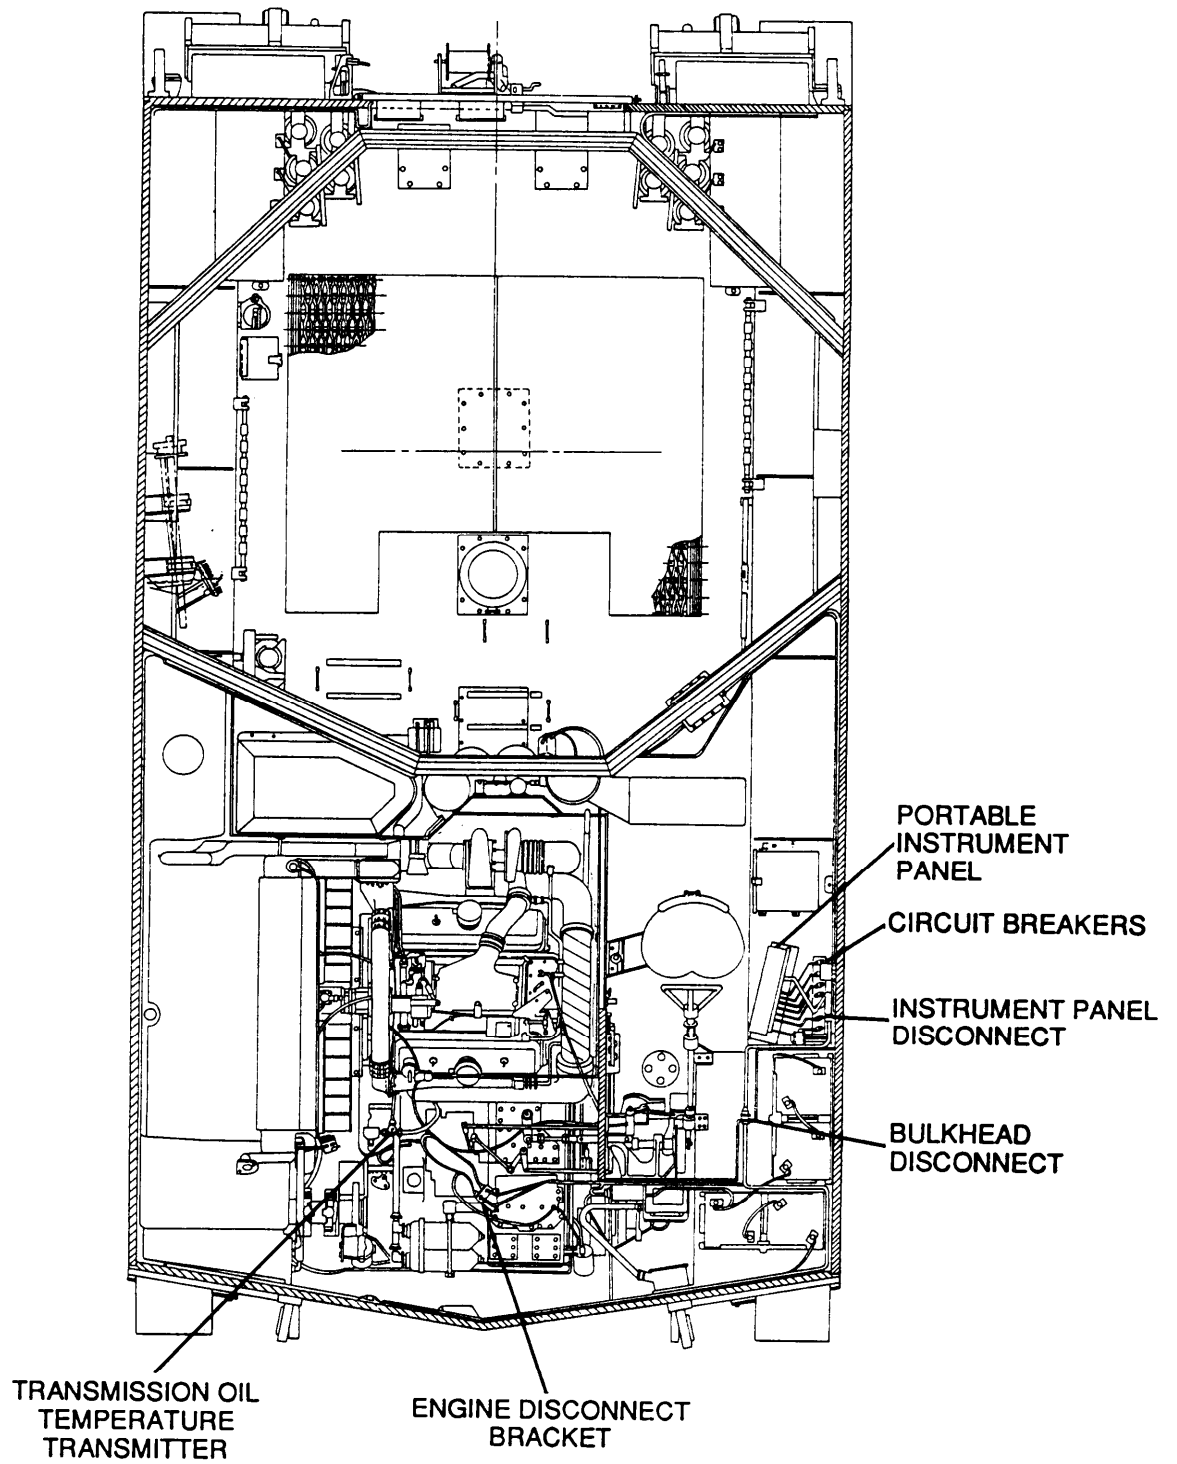 PORTABLE
INSTRUMENT
PANEL
CIRCUIT BREAKERS
INSTRUMENT PANEL
DISCONNECT
BULKHEAD
DISCONNECT
TRANSMISSION OIL
TEMPERATURE
TRANSMITTER
ENGINE DISCONNECT
BRACKET